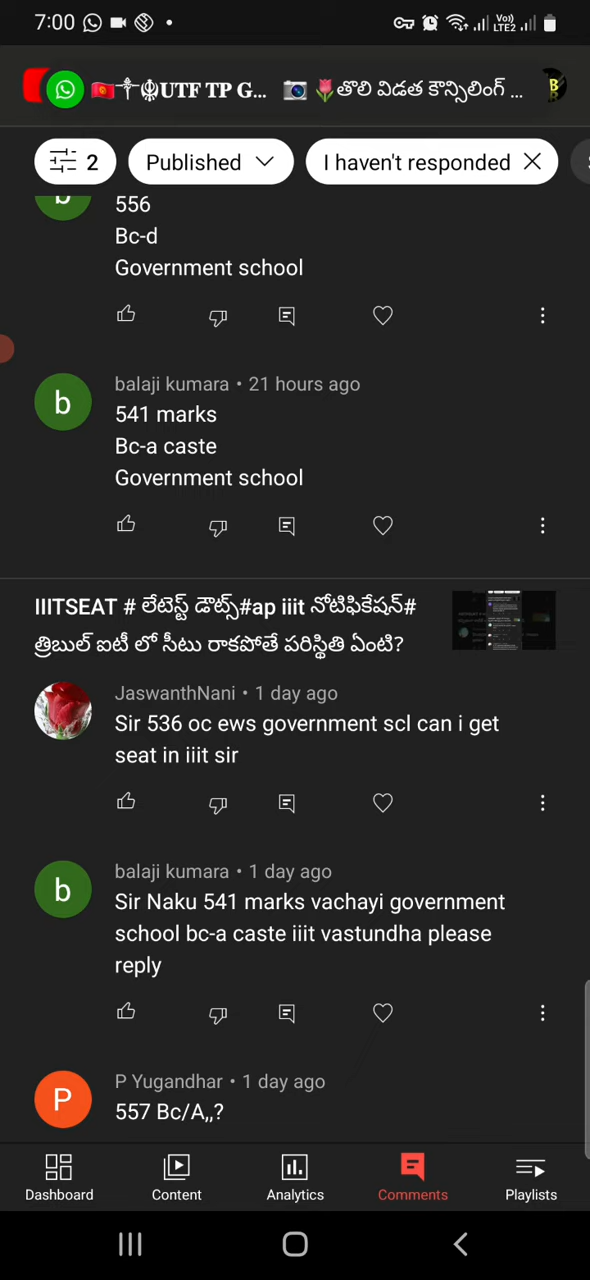 7:00
Vo))
LTE2
UTF TP G...
తొలి విడత కౌన్సిలింగ్ ...
2
Published
I haven't responded
556
Bc-d
Government school
b
balaji kumara • 21 hours ago
541 marks
Bc-a caste
Government school
IIITSEAT # లేటెస్ట్ డౌట్స్#ap iiit నోటిఫికేషన్#
త్రిబుల్ ఐటీ లో సీటు రాకపోతే పరిస్థితి ఏంటి?
JaswanthNani • 1 day ago
Sir 536 oc ews government scl can i get
seat in iiit sir
b
balaji kumara • 1 day ago
Sir Naku 541 marks vachayi government
school bc-a caste iiit vastundha please
reply
P
P Yugandhar • 1 day ago
557 Bc/A,,?
Dashboard
Content
Analytics
Comments
Playlists